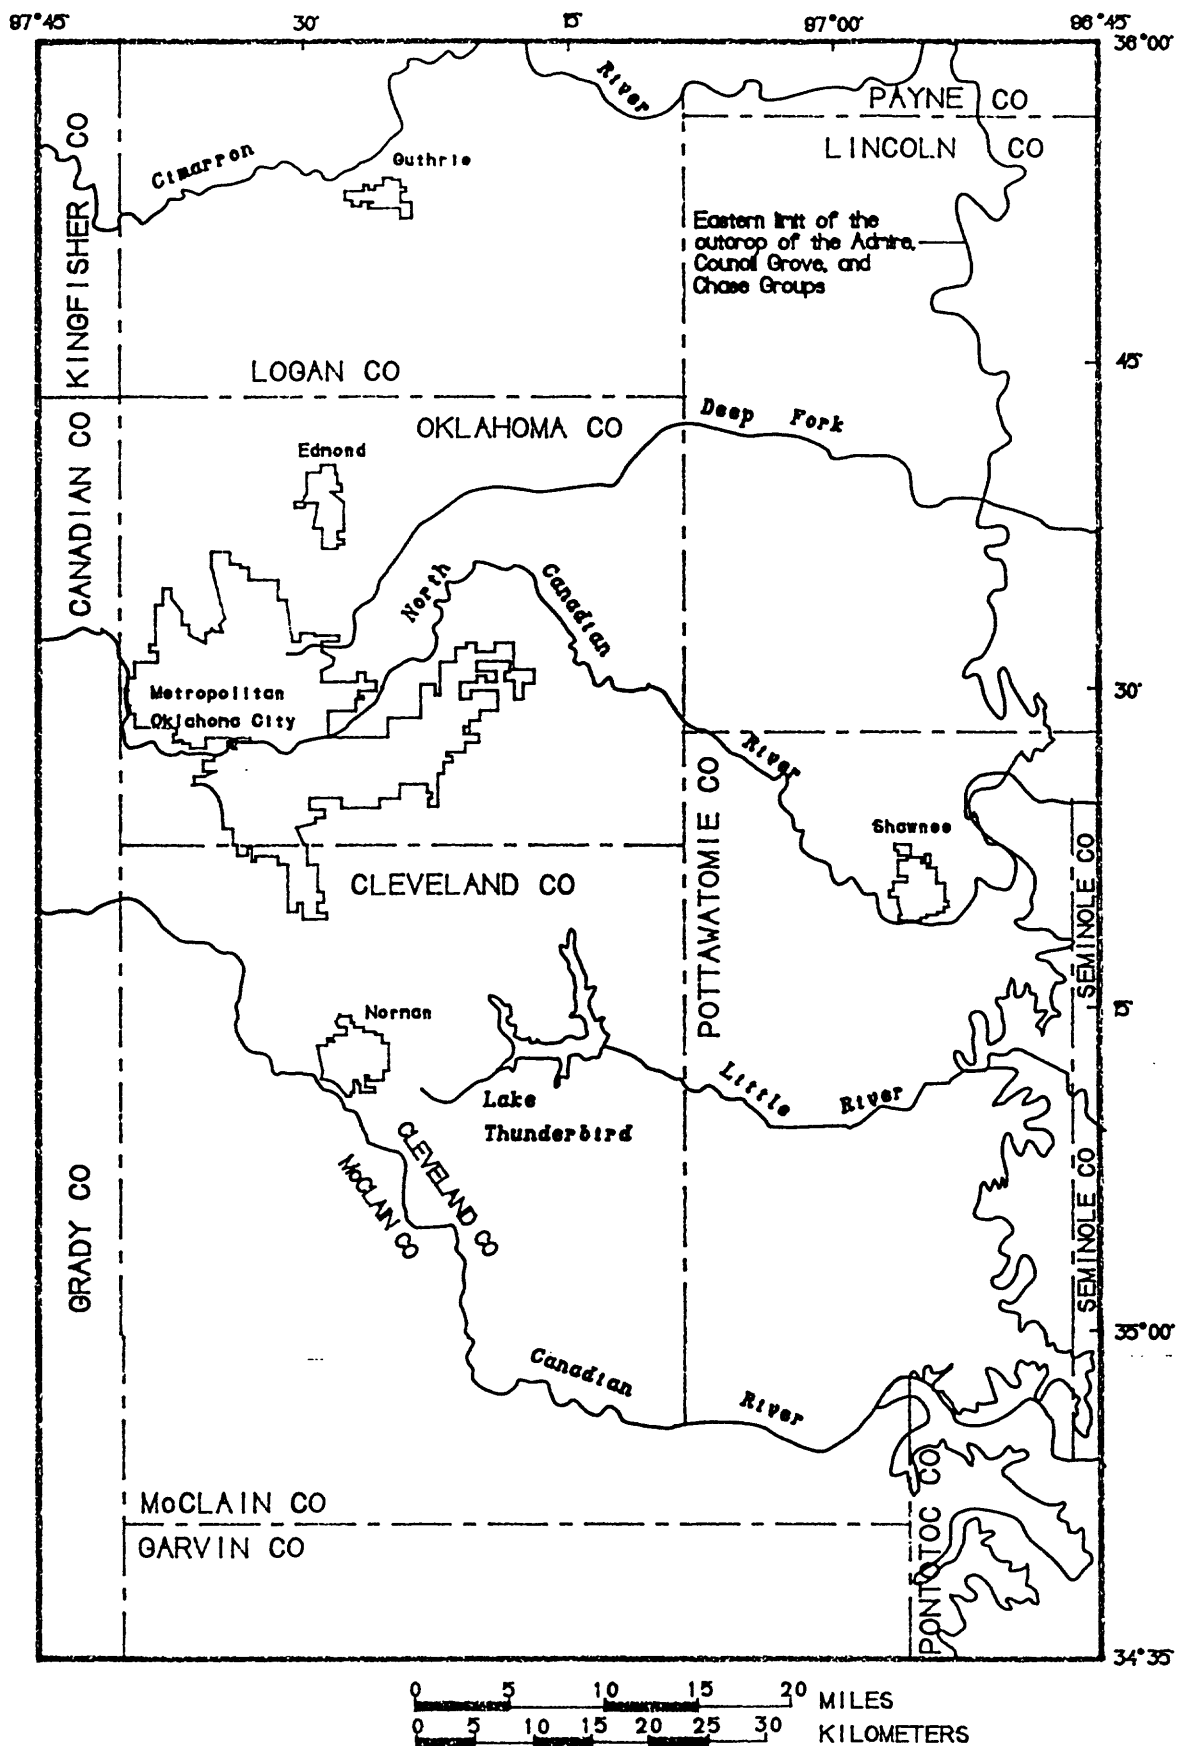 97°45'
30'
15'
97°00'
96°45'
36°00'
River
PAYNE CO
LINCOLN CO
KINGFISHER CO
Cimarron
Guthrie
Eastern limit of the
outcrop of the Admire,
Council Grove, and
Chase Groups
45'
LOGAN CO
OKLAHOMA CO
Deep Fork
CANADIAN CO
Edmond
North Canadian River
Metropolitan
Oklahoma City
30'
POTTAWATOMIE CO
Shawnee
SEMINOLE CO
CLEVELAND CO
Norman
15'
Lake
Thunderbird
Little River
CLEVELAND CO
McCLAIN CO
GRADY CO
SEMINOLE CO
35°00'
Canadian River
McCLAIN CO
GARVIN CO
PONTOTOC CO
34°35'
0 5 10 15 20 MILES
0 5 10 15 20 25 30 KILOMETERS